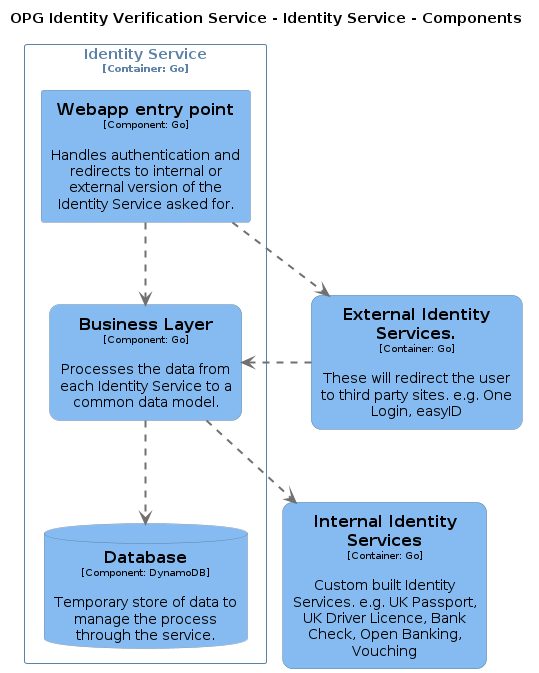 OPG Identity Verification Service - Identity Service - Components
Identity Service
[Container: Go]
Webapp entry point
[Component: Go]
Handles authentication and
redirects to internal or
external version of the
Identity Service asked for.
Business Layer
[Component: Go]
Processes the data from
each Identity Service to a
common data model.
External Identity
Services.
[Container: Go]
These will redirect the user
to third party sites. e.g. One
Login, easyID
Database
[Component: DynamoDB]
Temporary store of data to
manage the process
through the service.
Internal Identity
Services
[Container: Go]
Custom built Identity
Services. e.g. UK Passport,
UK Driver Licence, Bank
Check, Open Banking,
Vouching